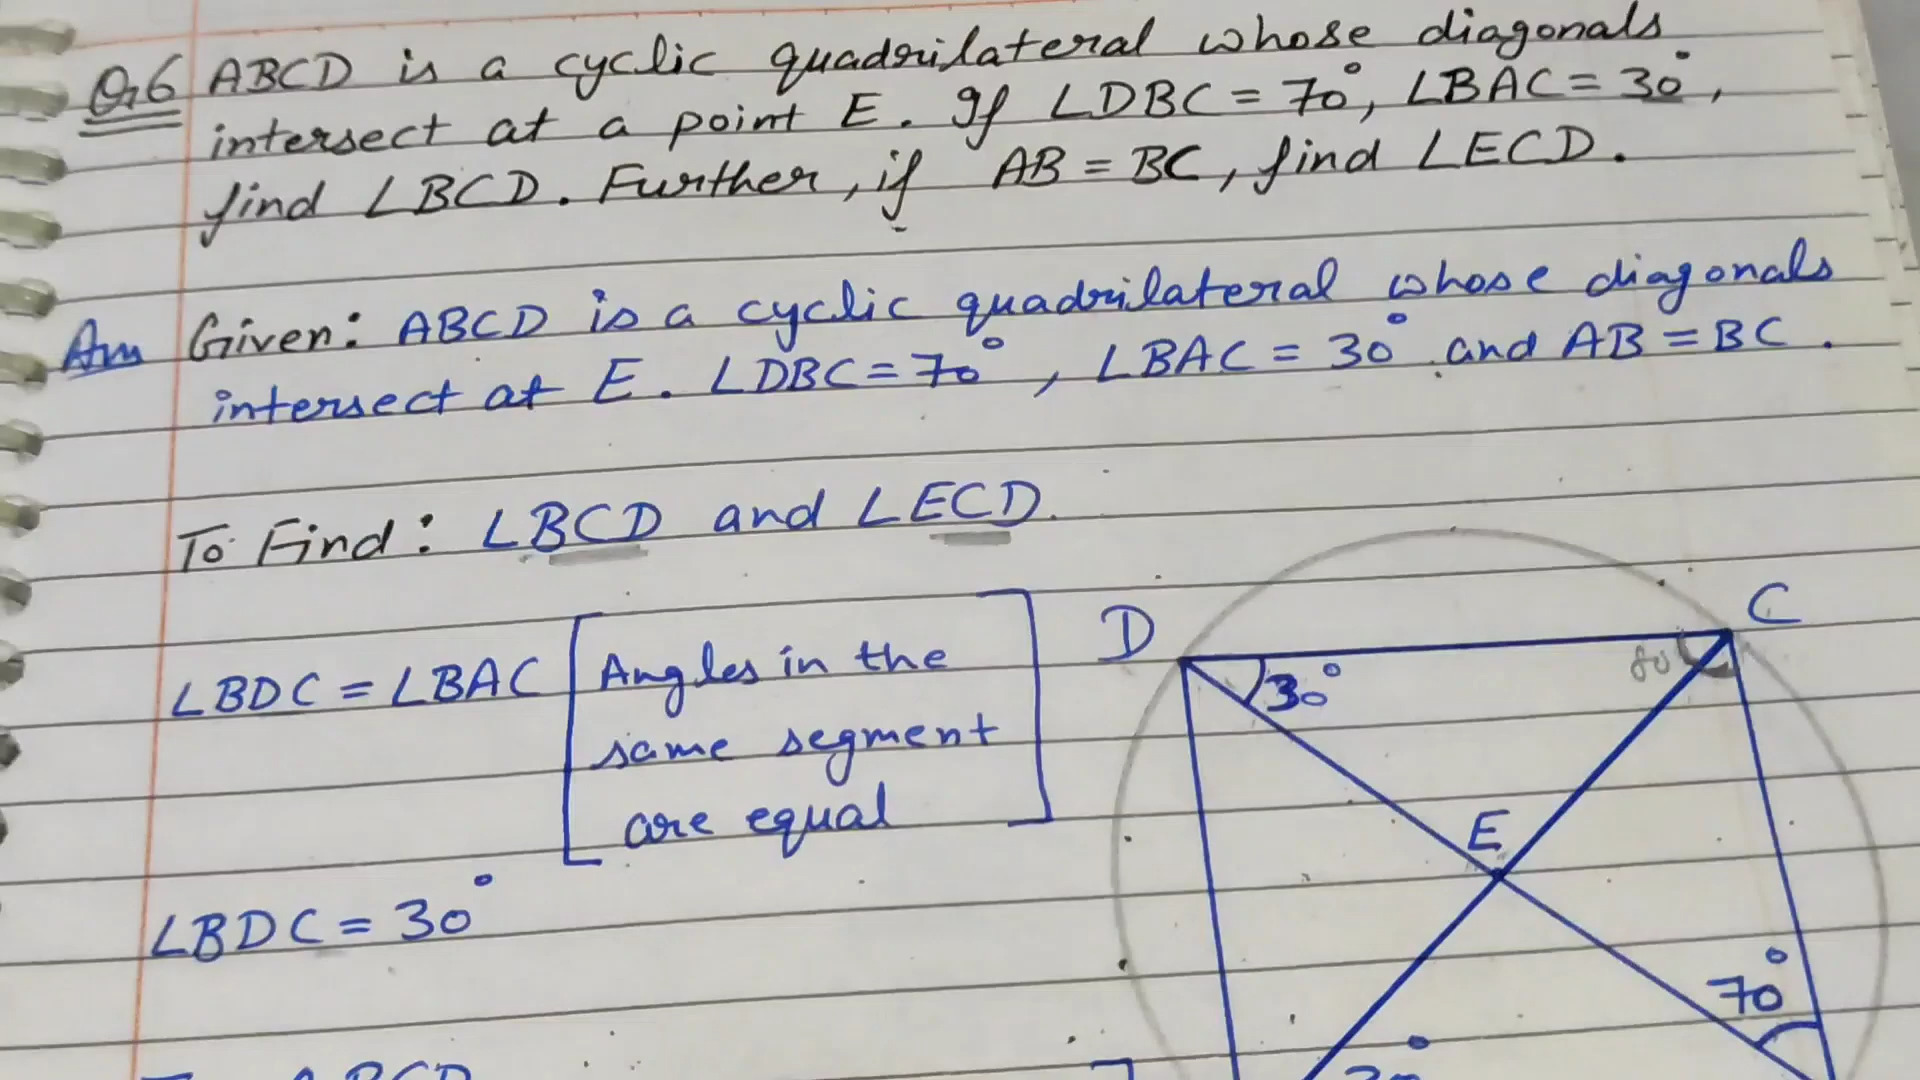 Q.6 ABCD is a cyclic quadrilateral whose diagonals
intersect at a point E. If ∠DBC = 70°, ∠BAC = 30°,
find ∠BCD. Further, if AB = BC, find ∠ECD.
Ans Given: ABCD is a cyclic quadrilateral whose diagonals
intersect at E. ∠DBC = 70°, ∠BAC = 30° and AB = BC.
To Find: ∠BCD and ∠ECD.
D
C
∠BDC = ∠BAC [Angles in the
same segment
are equal]
30°
80
E
∠BDC = 30°
70°